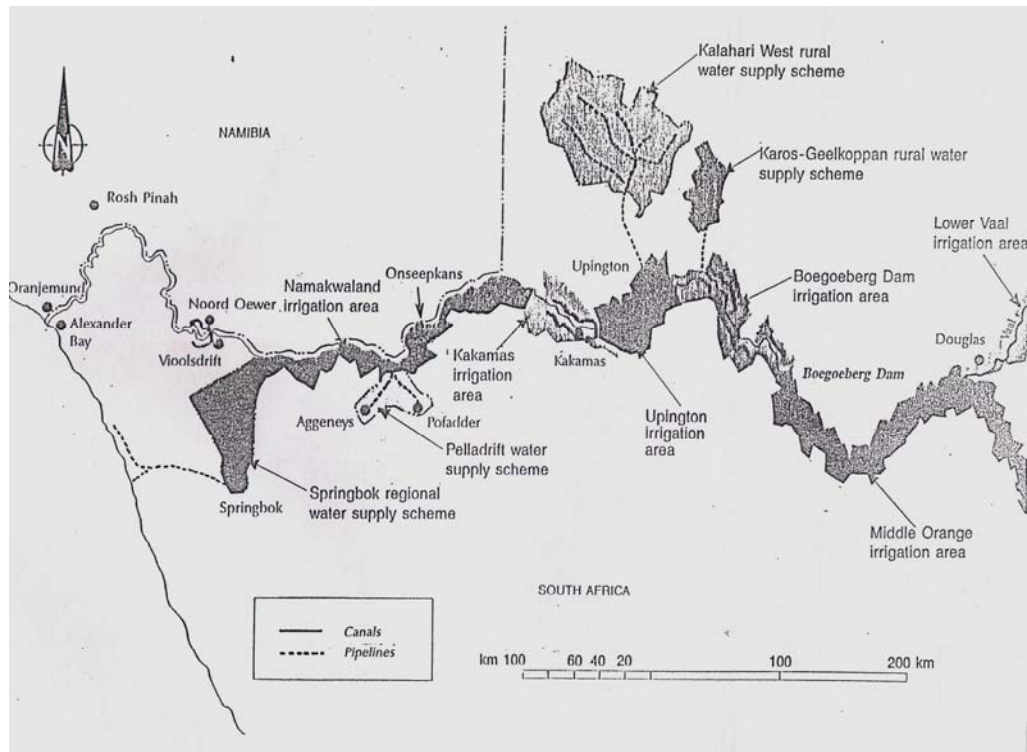 Kalahari West rural
water supply scheme
NAMIBIA
N
Karos-Geelkoppan rural water
supply scheme
Rosh Pinah
Lower Vaal
irrigation area
Oranjemund
Noord Oewer
Namakwaland
irrigation area
Onseepkans
Upington
Boegoeberg Dam
irrigation area
Alexander
Bay
Vioolsdrift
Kakamas
irrigation
area
Kakamas
Boegoeberg Dam
Douglas
Vaal
Aggeneys
Pofadder
Upington
irrigation
area
Pelladrift water
supply scheme
Springbok
Springbok regional
water supply scheme
Middle Orange
irrigation area
SOUTH AFRICA
Canals
Pipelines
km 100 60 40 20 100 200 km